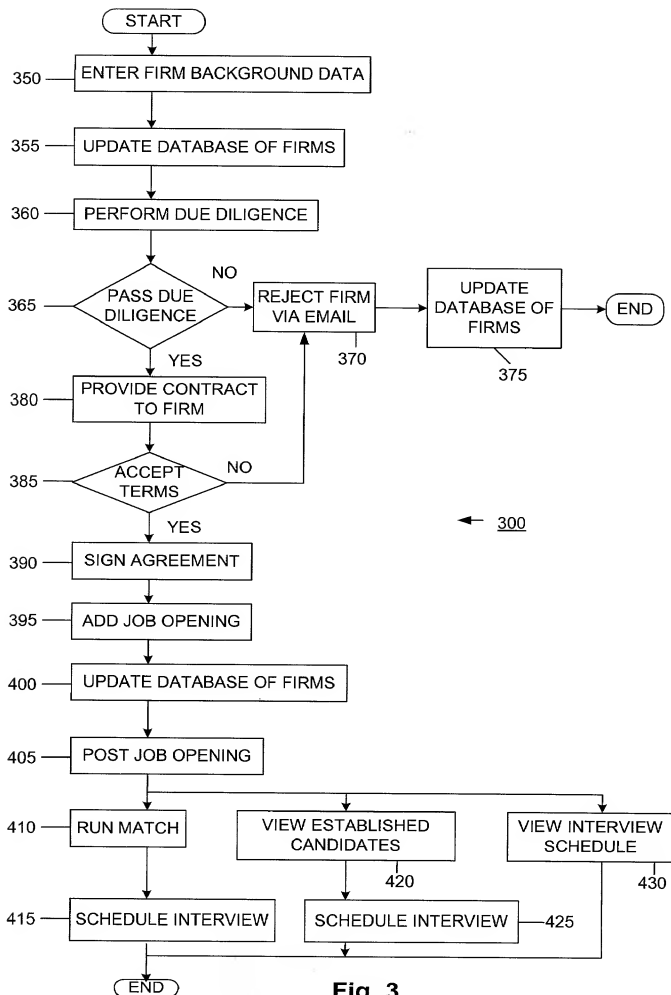 START
350
ENTER FIRM BACKGROUND DATA
355
UPDATE DATABASE OF FIRMS
360
PERFORM DUE DILIGENCE
365
PASS DUE
DILIGENCE
NO
REJECT FIRM
VIA EMAIL
370
UPDATE
DATABASE OF
FIRMS
375
END
YES
380
PROVIDE CONTRACT
TO FIRM
385
ACCEPT
TERMS
NO
YES
300
390
SIGN AGREEMENT
395
ADD JOB OPENING
400
UPDATE DATABASE OF FIRMS
405
POST JOB OPENING
410
RUN MATCH
VIEW ESTABLISHED
CANDIDATES
420
VIEW INTERVIEW
SCHEDULE
430
415
SCHEDULE INTERVIEW
SCHEDULE INTERVIEW
425
END
Fig. 3